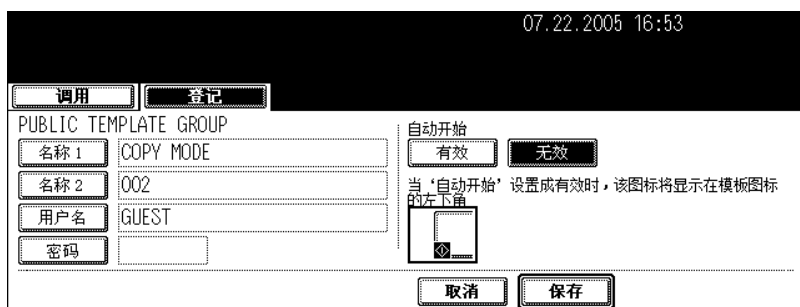 07.22.2005 16:53
调用 登记
PUBLIC TEMPLATE GROUP
名称 1 COPY MODE
名称 2 002
用户名 GUEST
密码
自动开始
有效 无效
当‘自动开始’设置成有效时，该图标将显示在模板图标
的左下角
取消 保存